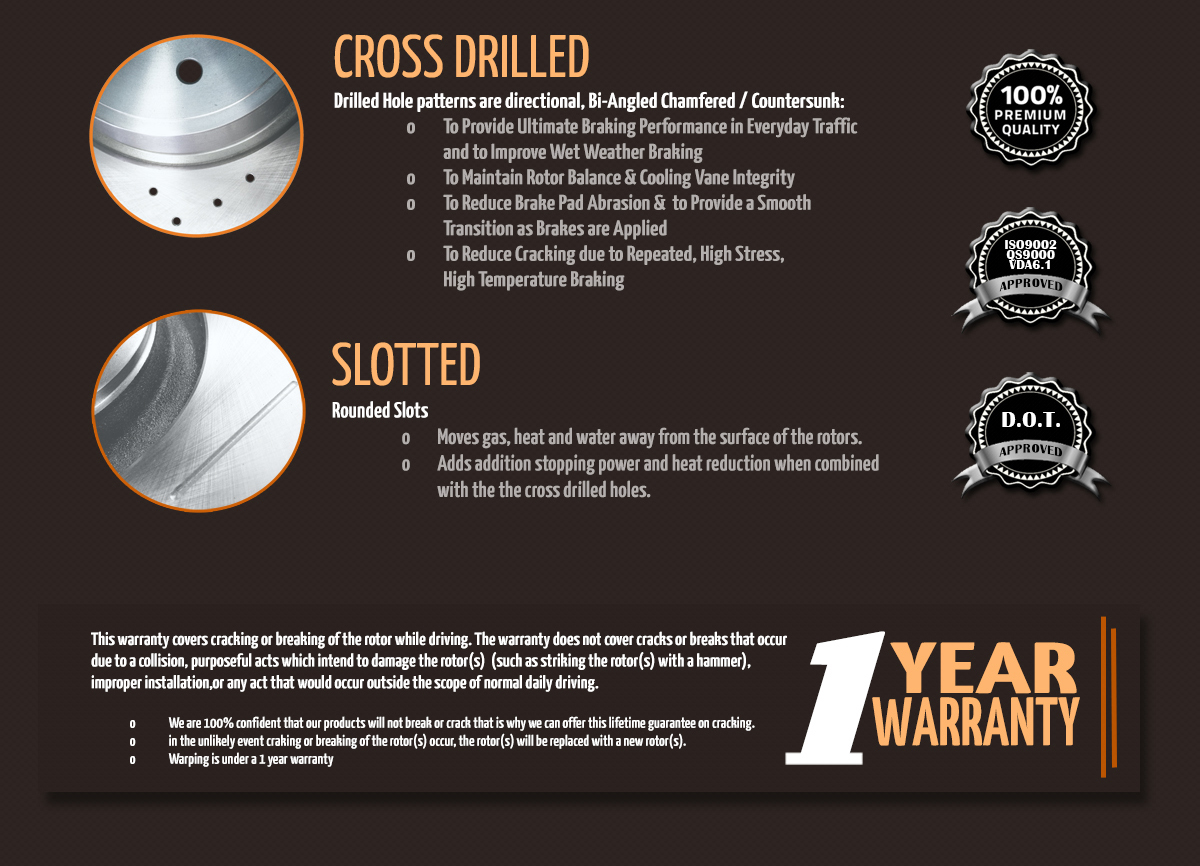 CROSS DRILLED
Drilled Hole patterns are directional, Bi-Angled Chamfered / Countersunk:
o To Provide Ultimate Braking Performance in Everyday Traffic
and to Improve Wet Weather Braking
o To Maintain Rotor Balance & Cooling Vane Integrity
o To Reduce Brake Pad Abrasion & to Provide a Smooth
Transition as Brakes are Applied
o To Reduce Cracking due to Repeated, High Stress,
High Temperature Braking
100%
PREMIUM
QUALITY
ISO9002
QS9000
VDA6.1
APPROVED
SLOTTED
Rounded Slots
o Moves gas, heat and water away from the surface of the rotors.
o Adds addition stopping power and heat reduction when combined
with the the cross drilled holes.
D.O.T.
APPROVED
This warranty covers cracking or breaking of the rotor while driving. The warranty does not cover cracks or breaks that occur
due to a collision, purposeful acts which intend to damage the rotor(s) (such as striking the rotor(s) with a hammer),
improper installation,or any act that would occur outside the scope of normal daily driving.
o We are 100% confident that our products will not break or crack that is why we can offer this lifetime guarantee on cracking.
o in the unlikely event craking or breaking of the rotor(s) occur, the rotor(s) will be replaced with a new rotor(s).
o Warping is under a 1 year warranty
1 YEAR
WARRANTY